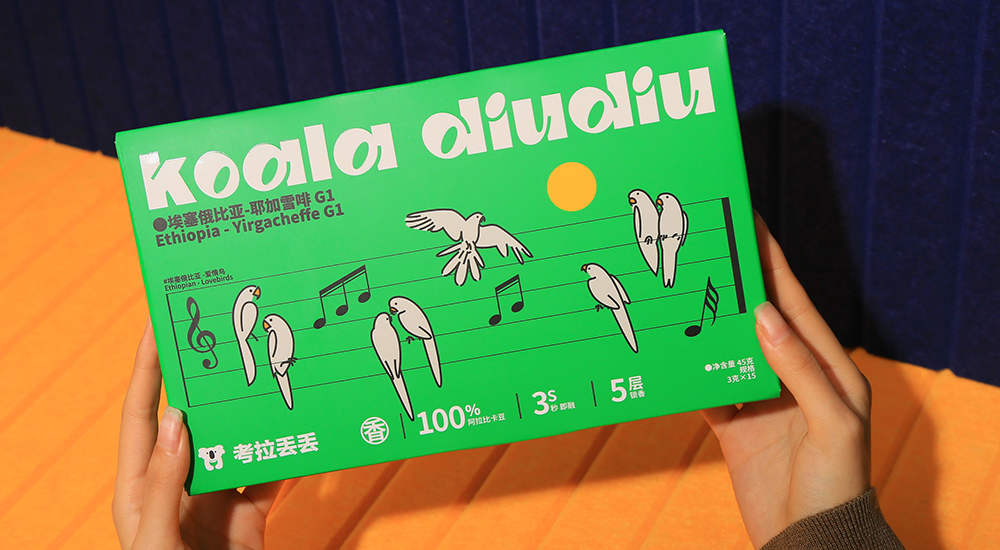 koala diudiu
●埃塞俄比亚-耶加雪啡 G1
Ethiopia - Yirgacheffe G1
#埃塞俄比亚 -爱情鸟
Ethiopian - Lovebirds
●净含量 45克
规格
3克×15
香
100%
阿拉比卡豆
3S
秒 即融
5层
锁香
考拉丢丢